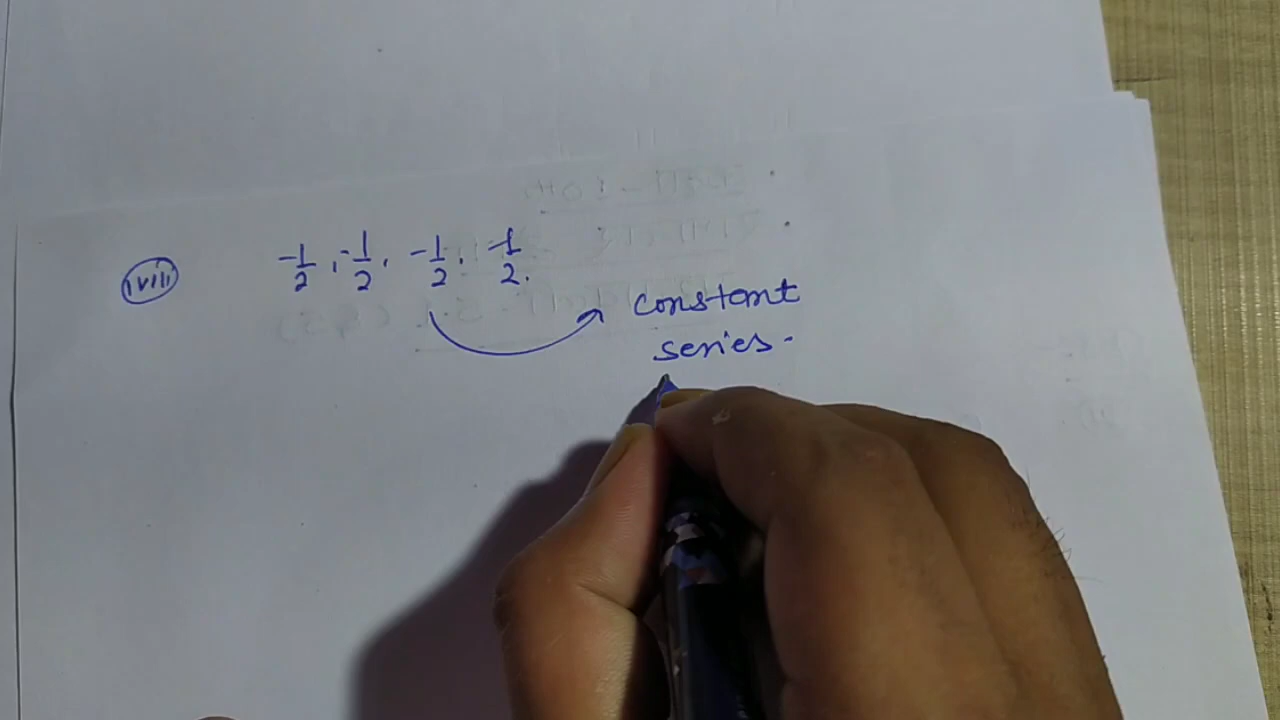 (viii) -1/2, -1/2, -1/2, -1/2.
constant
series.